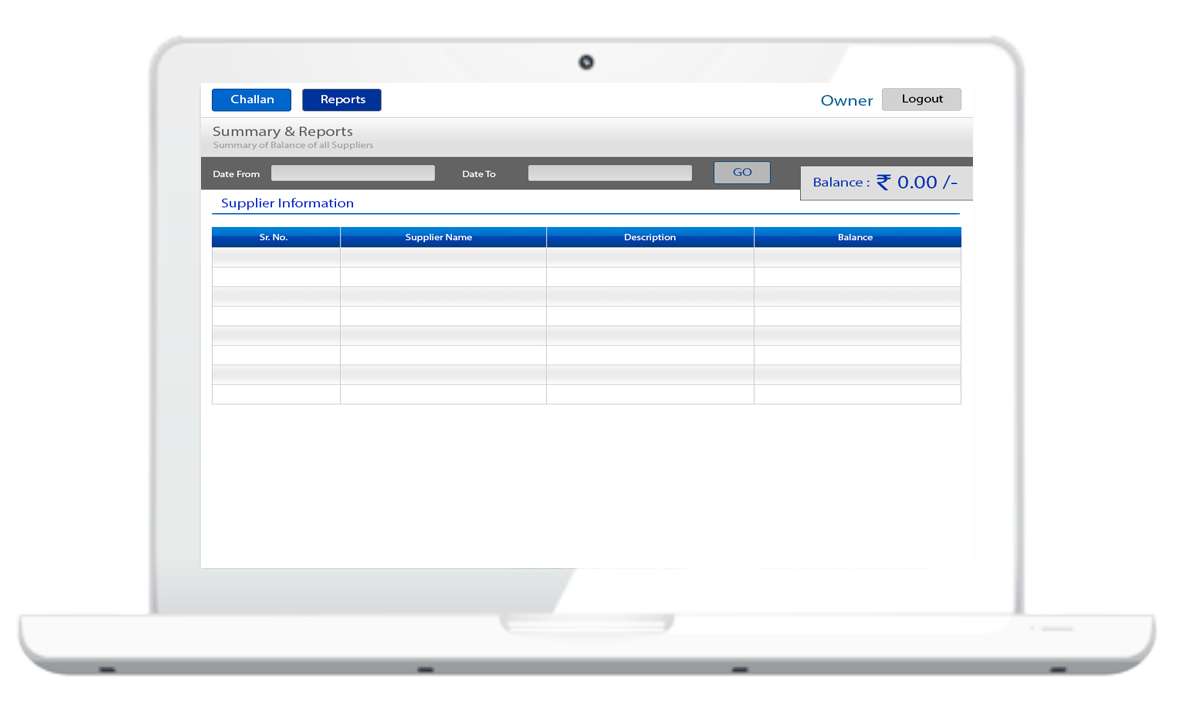 Challan Reports Owner Logout
Summary & Reports
Summary of Balance of all Suppliers
Date From Date To GO Balance : ₹ 0.00 /-
Supplier Information
Sr. No. Supplier Name Description Balance